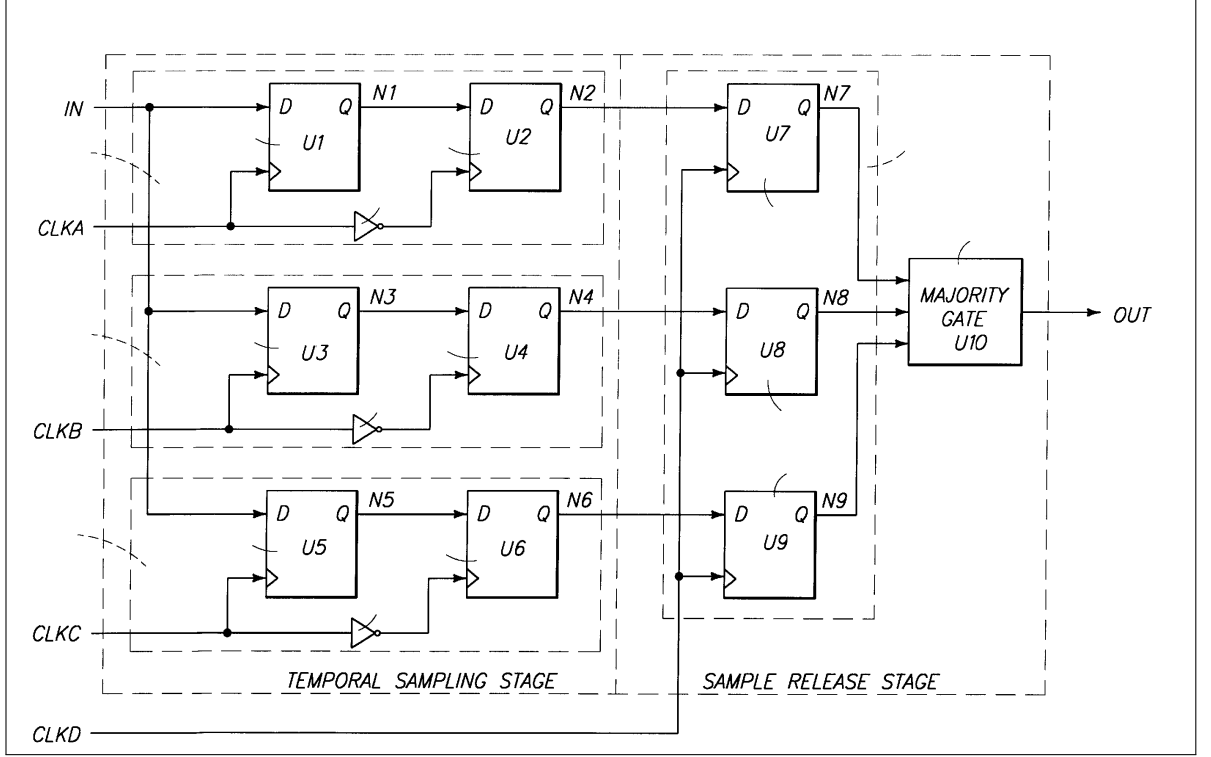 IN
D Q
U1
N1
D Q
U2
N2
D Q
U7
N7
CLKA
D Q
U3
N3
D Q
U4
N4
D Q
U8
N8
MAJORITY
GATE
U10
OUT
CLKB
D Q
U5
N5
D Q
U6
N6
D Q
U9
N9
CLKC
TEMPORAL SAMPLING STAGE
SAMPLE RELEASE STAGE
CLKD